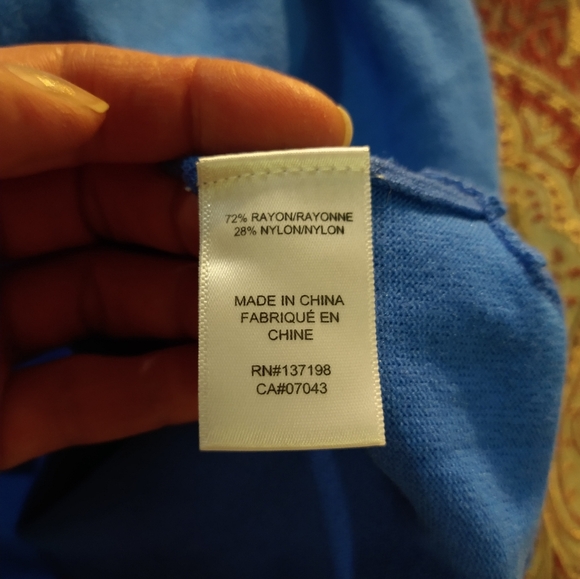 72% RAYON/RAYONNE
28% NYLON/NYLON
MADE IN CHINA
FABRIQUÉ EN
CHINE
RN#137198
CA#07043